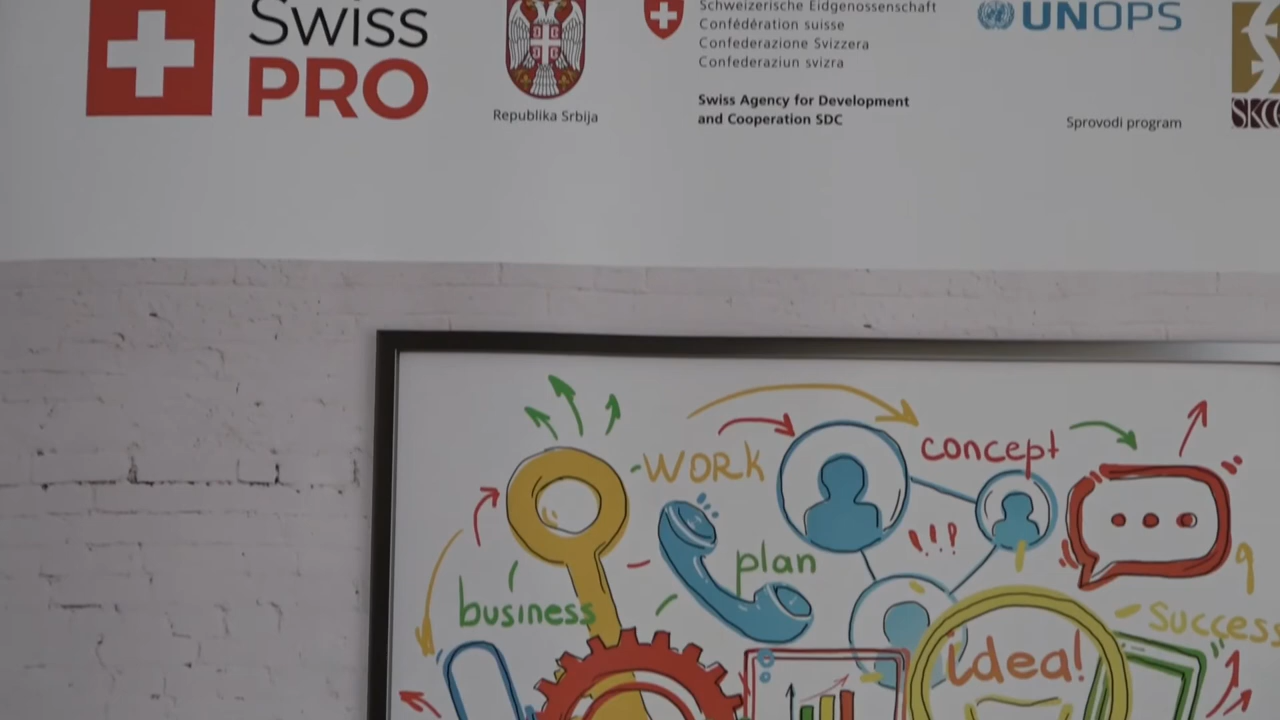 Swiss
PRO
Republika Srbija
Schweizerische Eidgenossenschaft
Confédération suisse
Confederazione Svizzera
Confederaziun svizra
Swiss Agency for Development
and Cooperation SDC
UNOPS
Sprovodi program
WORK
concept
!!!
plan
business
success
idea!